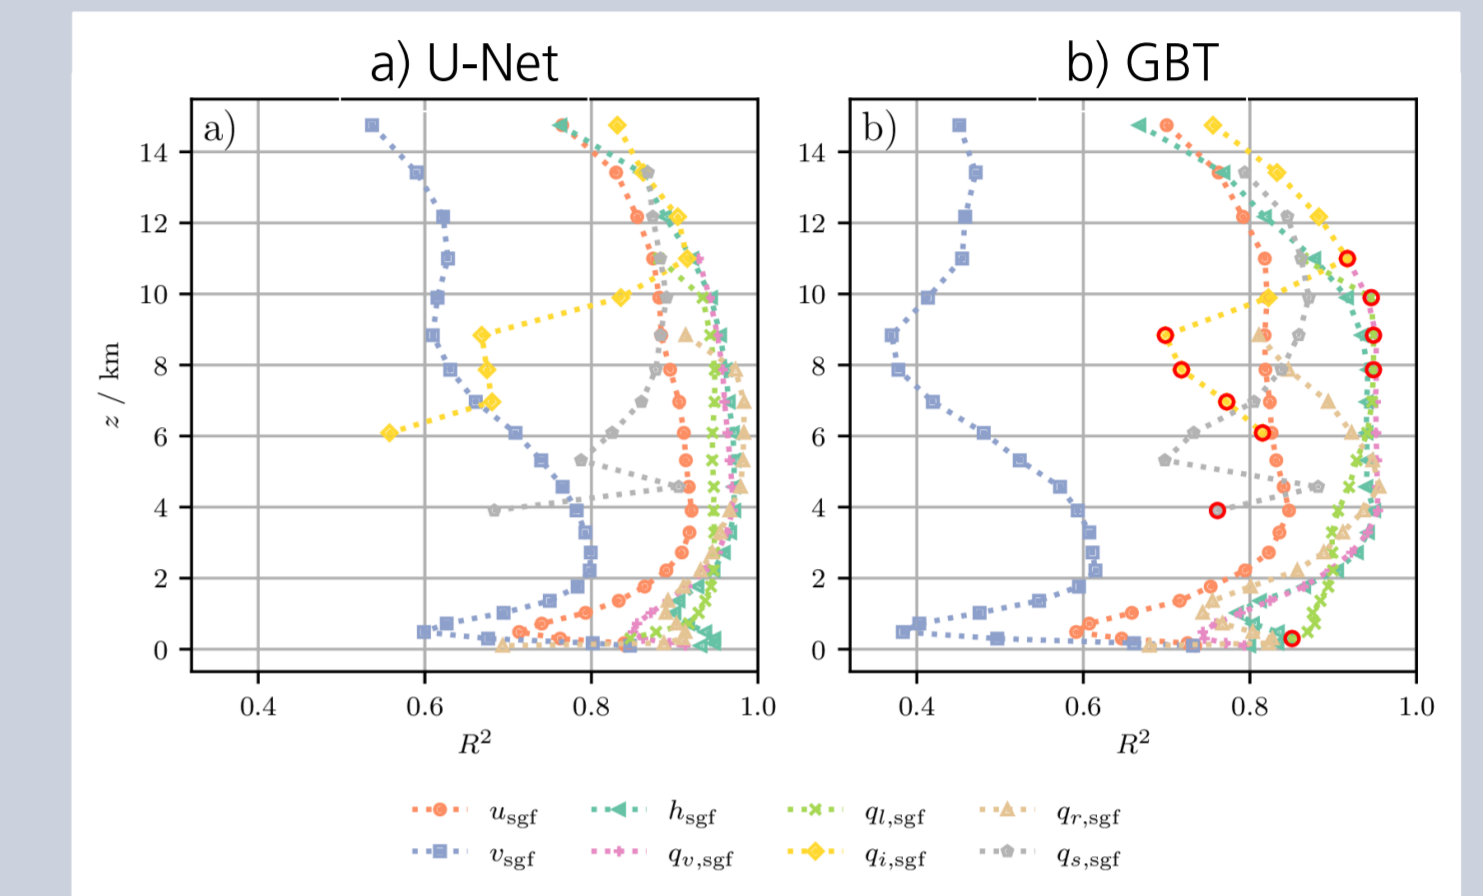 a) U-Net
b) GBT
a)
b)
14
12
10
8
6
4
2
0
z / km
14
12
10
8
6
4
2
0
0.4 0.6 0.8 1.0
0.4 0.6 0.8 1.0
R²
R²
u_sgf h_sgf q_l,sgf q_r,sgf
v_sgf q_v,sgf q_i,sgf q_s,sgf